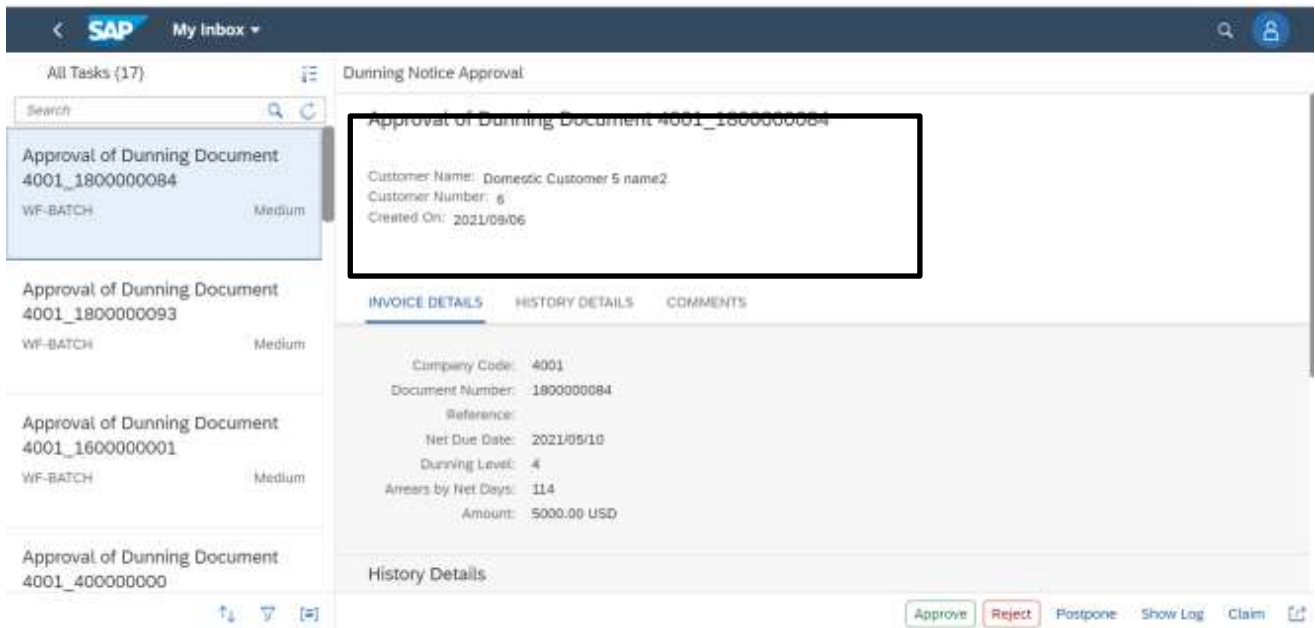 SAP My Inbox
All Tasks (17)
Search
Approval of Dunning Document
4001_1800000084
WF-BATCH Medium
Approval of Dunning Document
4001_1800000093
WF-BATCH Medium
Approval of Dunning Document
4001_1600000001
WF-BATCH Medium
Approval of Dunning Document
4001_400000000
Dunning Notice Approval
Approval of Dunning Document 4001_1800000084
Customer Name: Domestic Customer 5 name2
Customer Number: 6
Created On: 2021/09/06
INVOICE DETAILS HISTORY DETAILS COMMENTS
Company Code: 4001
Document Number: 1800000084
Reference:
Net Due Date: 2021/05/10
Dunning Level: 4
Arrears by Net Days: 114
Amount: 5000.00 USD
History Details
Approve Reject Postpone Show Log Claim